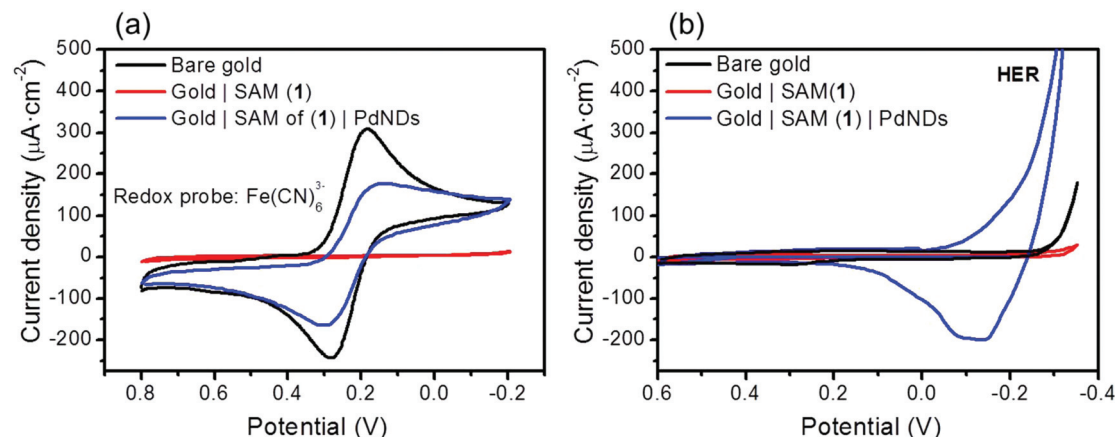 (a)
500
400
300
200
100
0
-100
-200
Current density (µA·cm⁻²)
Bare gold
Gold | SAM (1)
Gold | SAM of (1) | PdNDs
Redox probe: Fe(CN)₆³⁻
0.8 0.6 0.4 0.2 0.0 -0.2
Potential (V)
(b)
500
400
300
200
100
0
-100
-200
Current density (µA·cm⁻²)
Bare gold
Gold | SAM(1)
Gold | SAM (1) | PdNDs
HER
0.6 0.4 0.2 0.0 -0.2 -0.4
Potential (V)